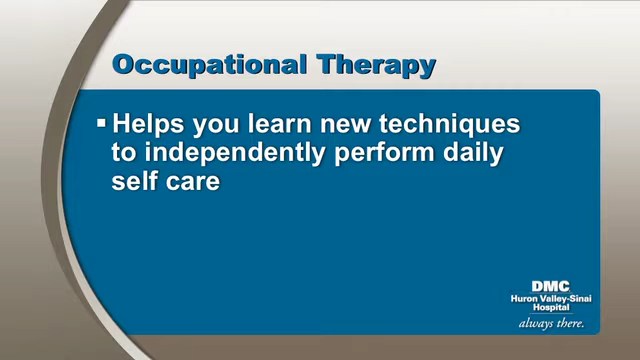 Occupational Therapy
▪ Helps you learn new techniques
to independently perform daily
self care
DMC
Huron Valley-Sinai
Hospital
always there.